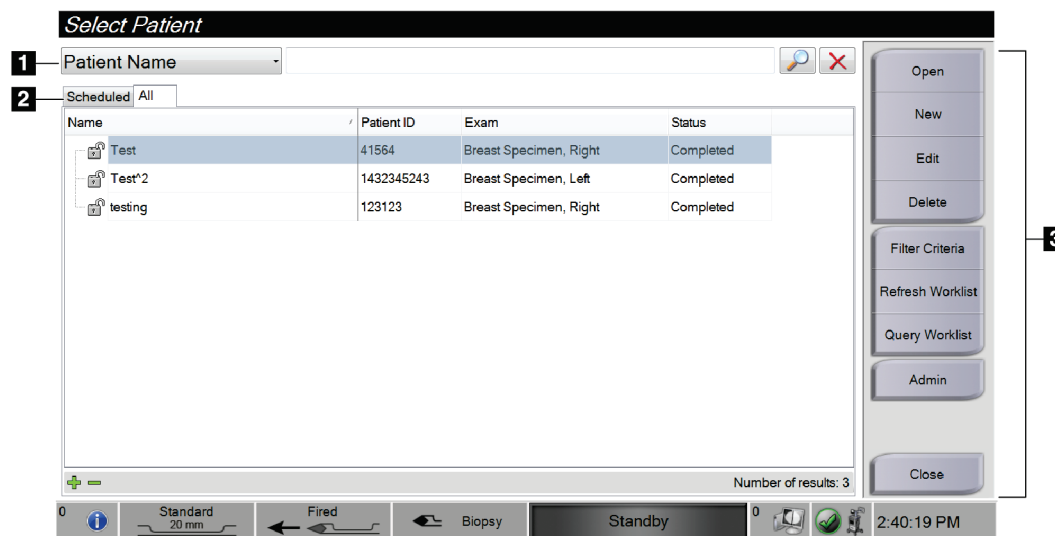 Select Patient
1
Patient Name
2
Scheduled All
Name Patient ID Exam Status
Test 41564 Breast Specimen, Right Completed
Test^2 1432345243 Breast Specimen, Left Completed
testing 123123 Breast Specimen, Right Completed
Number of results: 3
Open
New
Edit
Delete
Filter Criteria
Refresh Worklist
Query Worklist
Admin
Close
3
0 Standard Fired Biopsy Standby 0 2:40:19 PM
20 mm